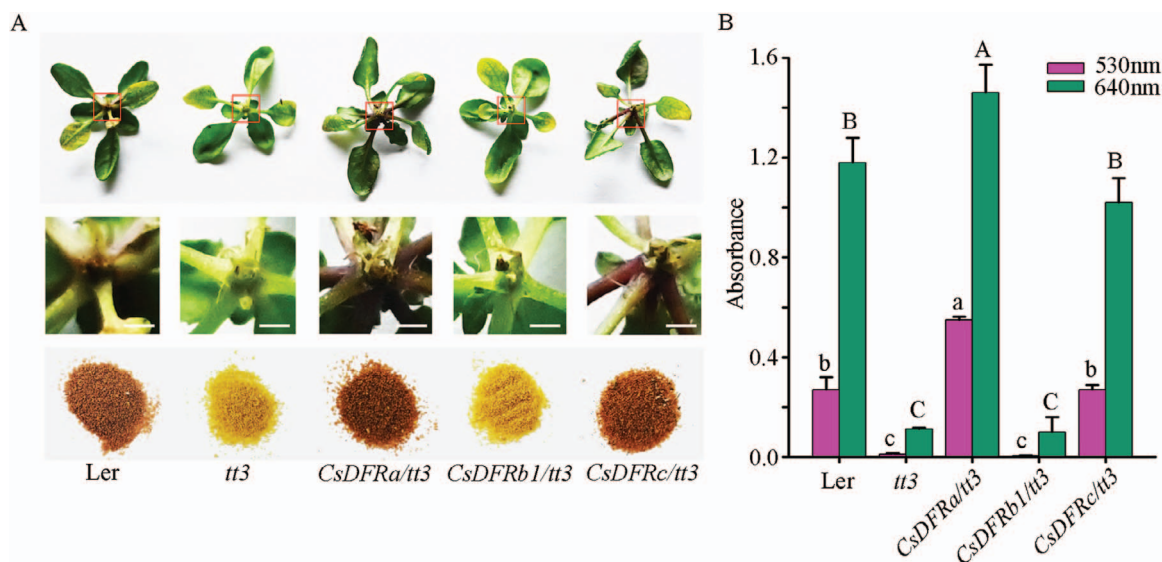 A
Ler
tt3
CsDFRa/tt3
CsDFRb1/tt3
CsDFRc/tt3
B
530nm
640nm
Absorbance
1.6
1.2
0.8
0.4
0.0
b
B
c
C
a
A
c
C
b
B
Ler
tt3
CsDFRa/tt3
CsDFRb1/tt3
CsDFRc/tt3